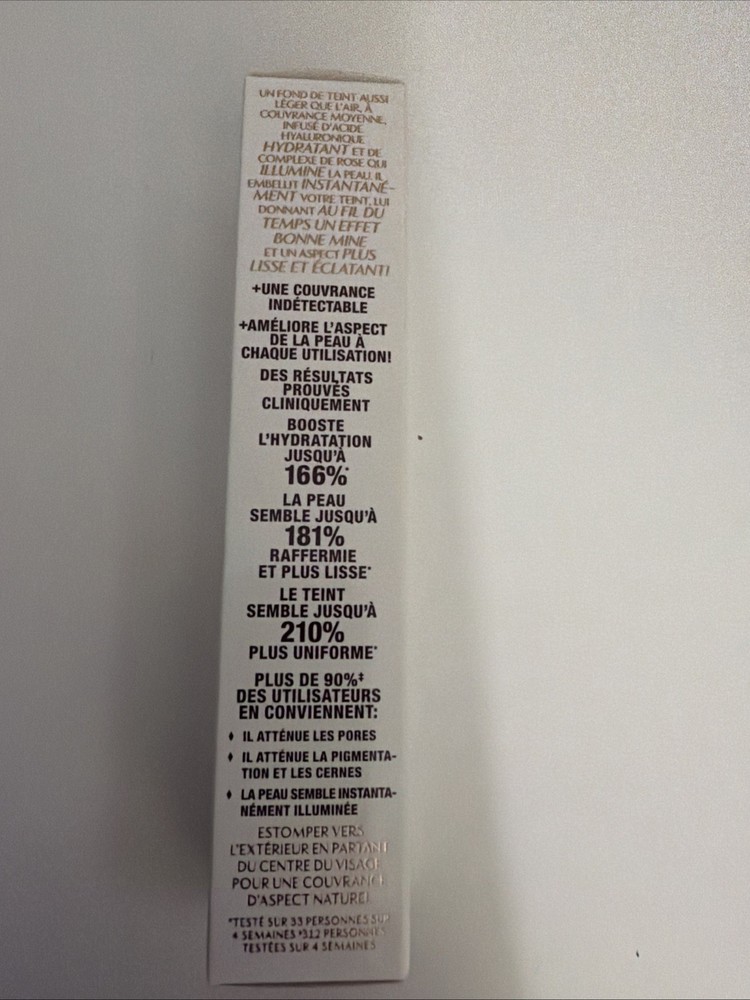 UN FOND DE TEINT AUSSI
LÉGER QUE L'AIR, À
COUVRANCE MOYENNE,
INFUSÉ D'ACIDE
HYALURONIQUE
HYDRATANT ET DE
COMPLEXE DE ROSE QUI
ILLUMINE LA PEAU. IL
EMBELLIT INSTANTANÉ-
MENT VOTRE TEINT, LUI
DONNANT AU FIL DU
TEMPS UN EFFET
BONNE MINE
ET UN ASPECT PLUS
LISSE ET ÉCLATANT!
+UNE COUVRANCE
INDÉTECTABLE
+AMÉLIORE L'ASPECT
DE LA PEAU À
CHAQUE UTILISATION!
DES RÉSULTATS
PROUVÉS
CLINIQUEMENT
BOOSTE
L'HYDRATATION
JUSQU'À
166%*
LA PEAU
SEMBLE JUSQU'À
181%
RAFFERMIE
ET PLUS LISSE*
LE TEINT
SEMBLE JUSQU'À
210%
PLUS UNIFORME*
PLUS DE 90%‡
DES UTILISATEURS
EN CONVIENNENT:
♦ IL ATTÉNUE LES PORES
♦ IL ATTÉNUE LA PIGMENTA-
TION ET LES CERNES
♦ LA PEAU SEMBLE INSTANTA-
NÉMENT ILLUMINÉE
ESTOMPER VERS
L'EXTÉRIEUR EN PARTANT
DU CENTRE DU VISAGE
POUR UNE COUVRANCE
D'ASPECT NATUREL
*TESTÉ SUR 33 PERSONNES SUR
4 SEMAINES ‡312 PERSONNES
TESTÉES SUR 4 SEMAINES